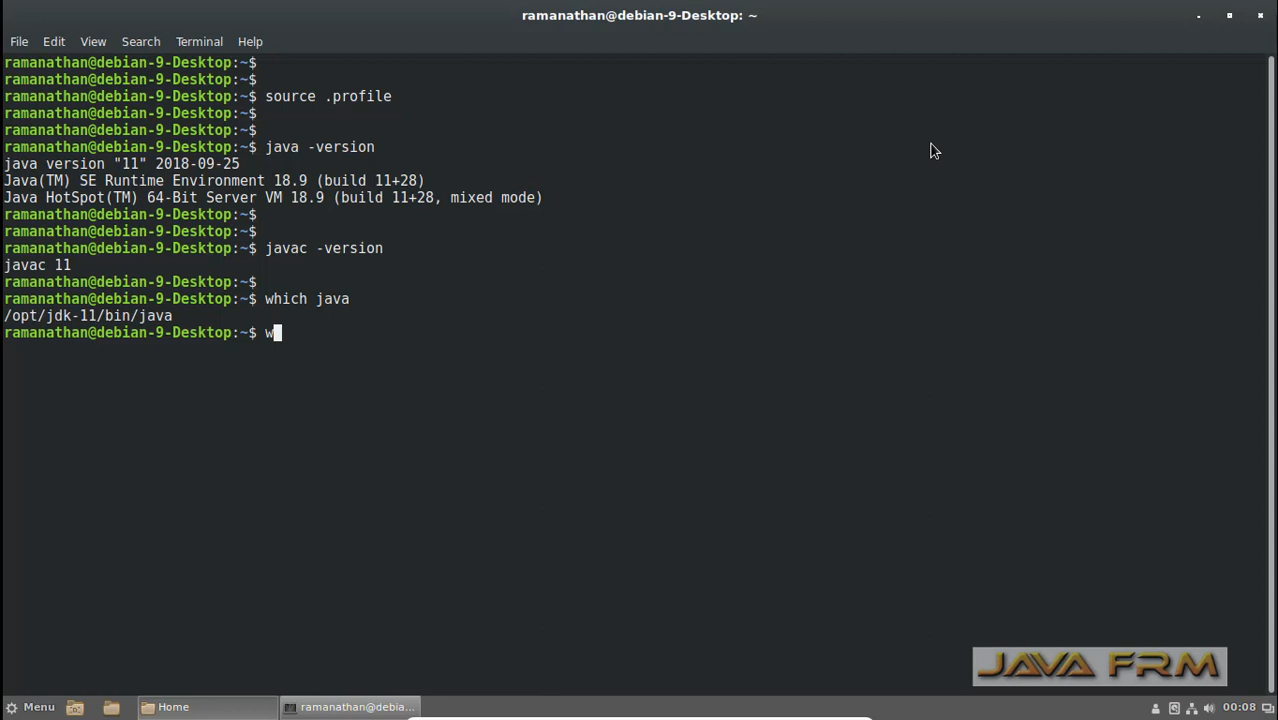 ramanathan@debian-9-Desktop: ~
File Edit View Search Terminal Help
ramanathan@debian-9-Desktop:~$
ramanathan@debian-9-Desktop:~$
ramanathan@debian-9-Desktop:~$ source .profile
ramanathan@debian-9-Desktop:~$
ramanathan@debian-9-Desktop:~$
ramanathan@debian-9-Desktop:~$ java -version
java version "11" 2018-09-25
Java(TM) SE Runtime Environment 18.9 (build 11+28)
Java HotSpot(TM) 64-Bit Server VM 18.9 (build 11+28, mixed mode)
ramanathan@debian-9-Desktop:~$
ramanathan@debian-9-Desktop:~$
ramanathan@debian-9-Desktop:~$ javac -version
javac 11
ramanathan@debian-9-Desktop:~$
ramanathan@debian-9-Desktop:~$ which java
/opt/jdk-11/bin/java
ramanathan@debian-9-Desktop:~$ w
JAVA FRM
Menu Home ramanathan@debia... 00:08